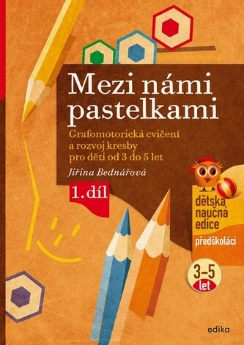 Mezi námi
pastelkami
Grafomotorická cvičení
a rozvoj kresby
pro děti od 3 do 5 let
Jiřina Bednářová
1. díl
dětská
naučná
edice
předškoláci
3–5
let
edika